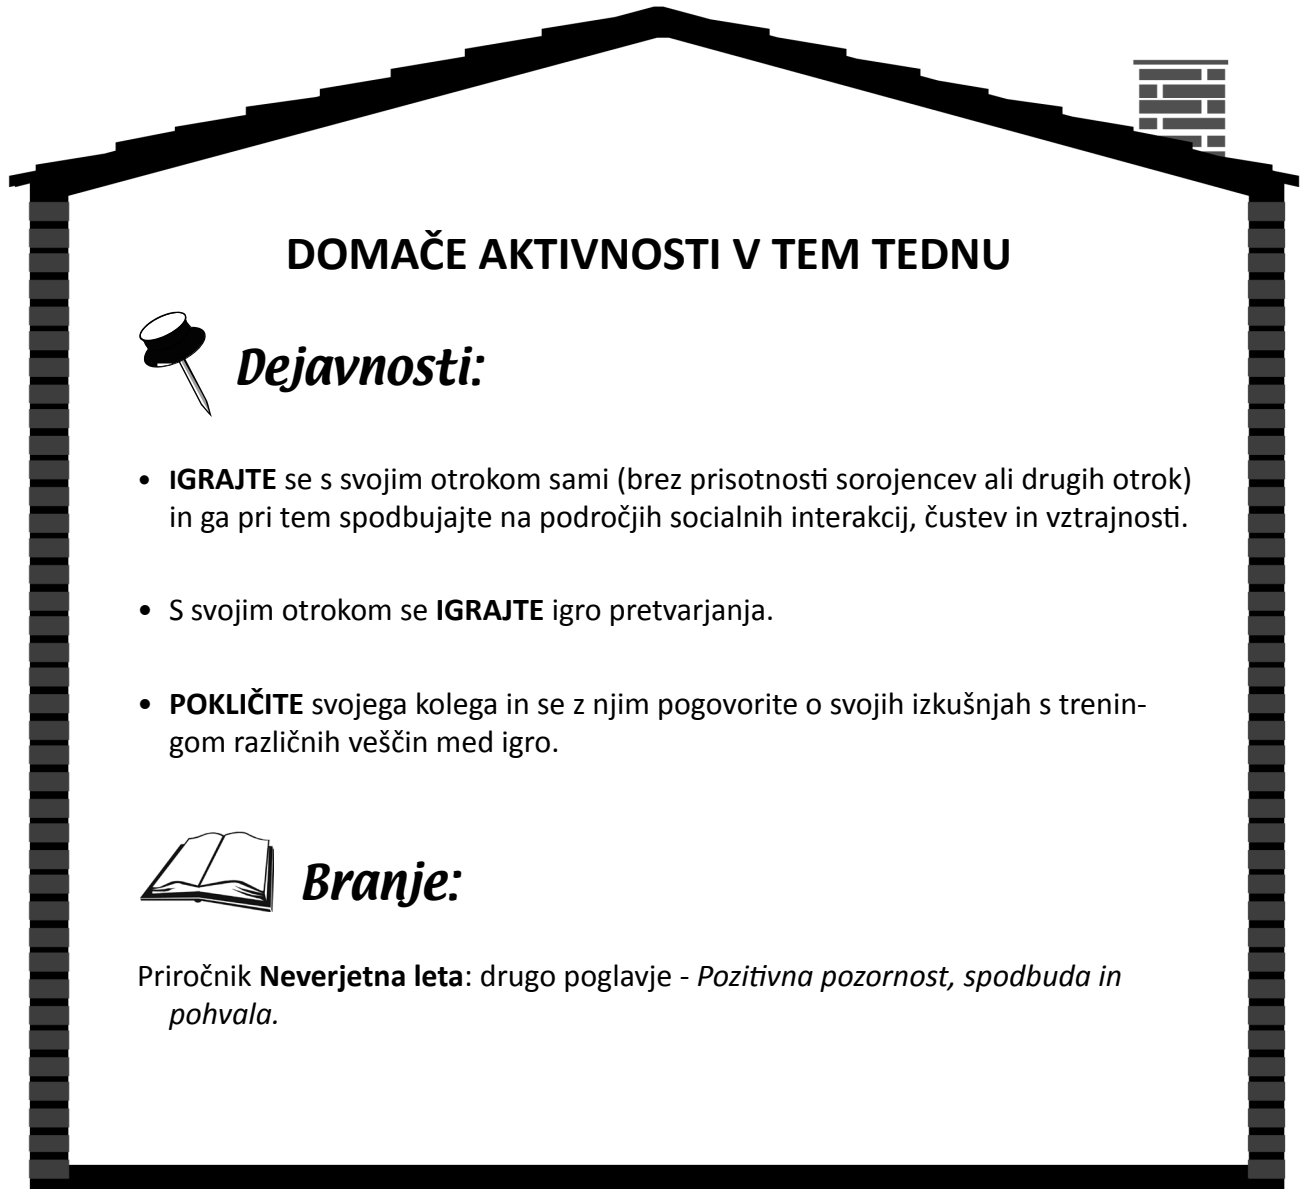 DOMAČE AKTIVNOSTI V TEM TEDNU
Dejavnosti:
• IGRAJTE se s svojim otrokom sami (brez prisotnosti sorojencev ali drugih otrok)
in ga pri tem spodbujajte na področjih socialnih interakcij, čustev in vztrajnosti.
• S svojim otrokom se IGRAJTE igro pretvarjanja.
• POKLIČITE svojega kolega in se z njim pogovorite o svojih izkušnjah s trenin-
gom različnih veščin med igro.
Branje:
Priročnik Neverjetna leta: drugo poglavje - Pozitivna pozornost, spodbuda in
pohvala.